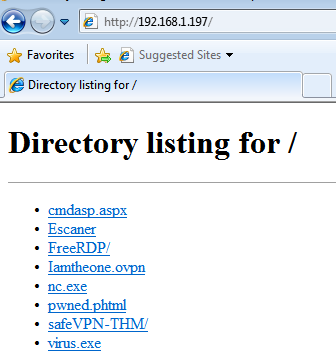 http://192.168.1.197/
Favorites
Suggested Sites
Directory listing for /
Directory listing for /
cmdasp.aspx
Escaner
FreeRDP/
Iamtheone.ovpn
nc.exe
pwned.phtml
safeVPN-THM/
virus.exe